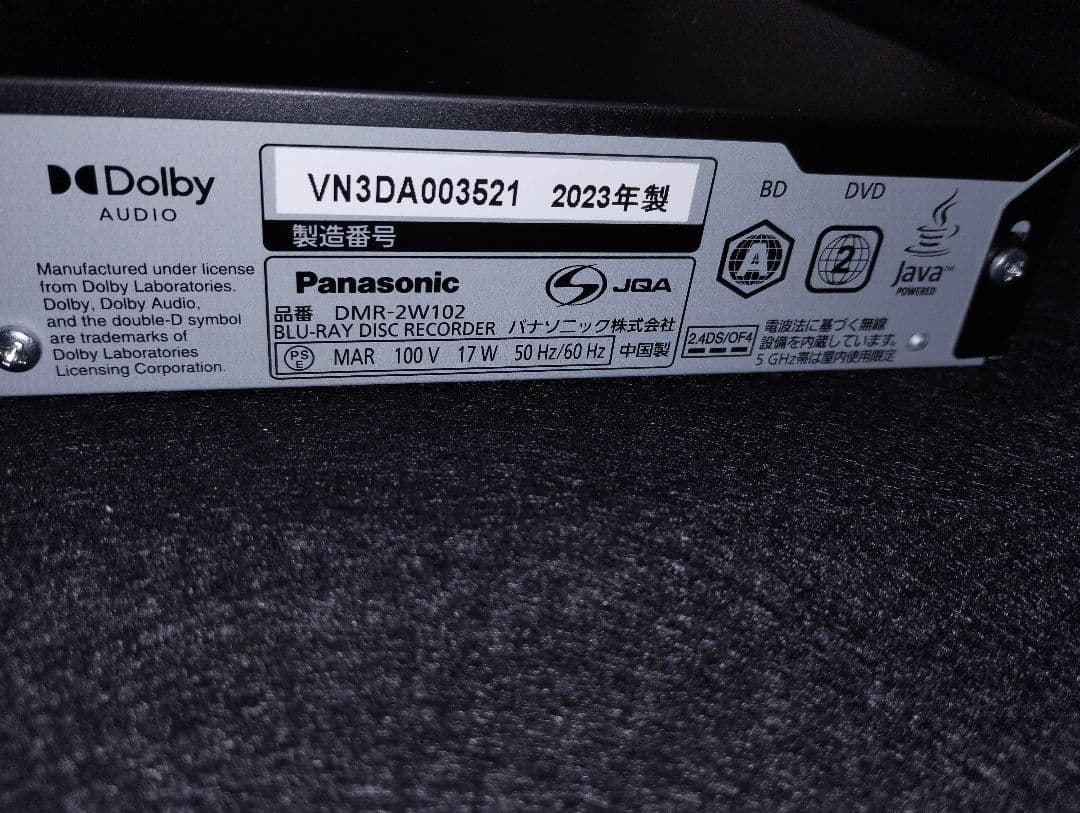 Dolby
AUDIO
Manufactured under license
from Dolby Laboratories.
Dolby, Dolby Audio,
and the double-D symbol
are trademarks of
Dolby Laboratories
Licensing Corporation.
VN3DA003521 2023年製
製造番号
Panasonic
JQA
品番 DMR-2W102
BLU-RAY DISC RECORDER パナソニック株式会社
PS E MAR 100 V 17 W 50 Hz/60 Hz 中国製
BD DVD
A 2
Java™
POWERED
2.4DS/OF4
電波法に基づく無線
設備を内蔵しています。
5 GHz帯は屋内使用限定